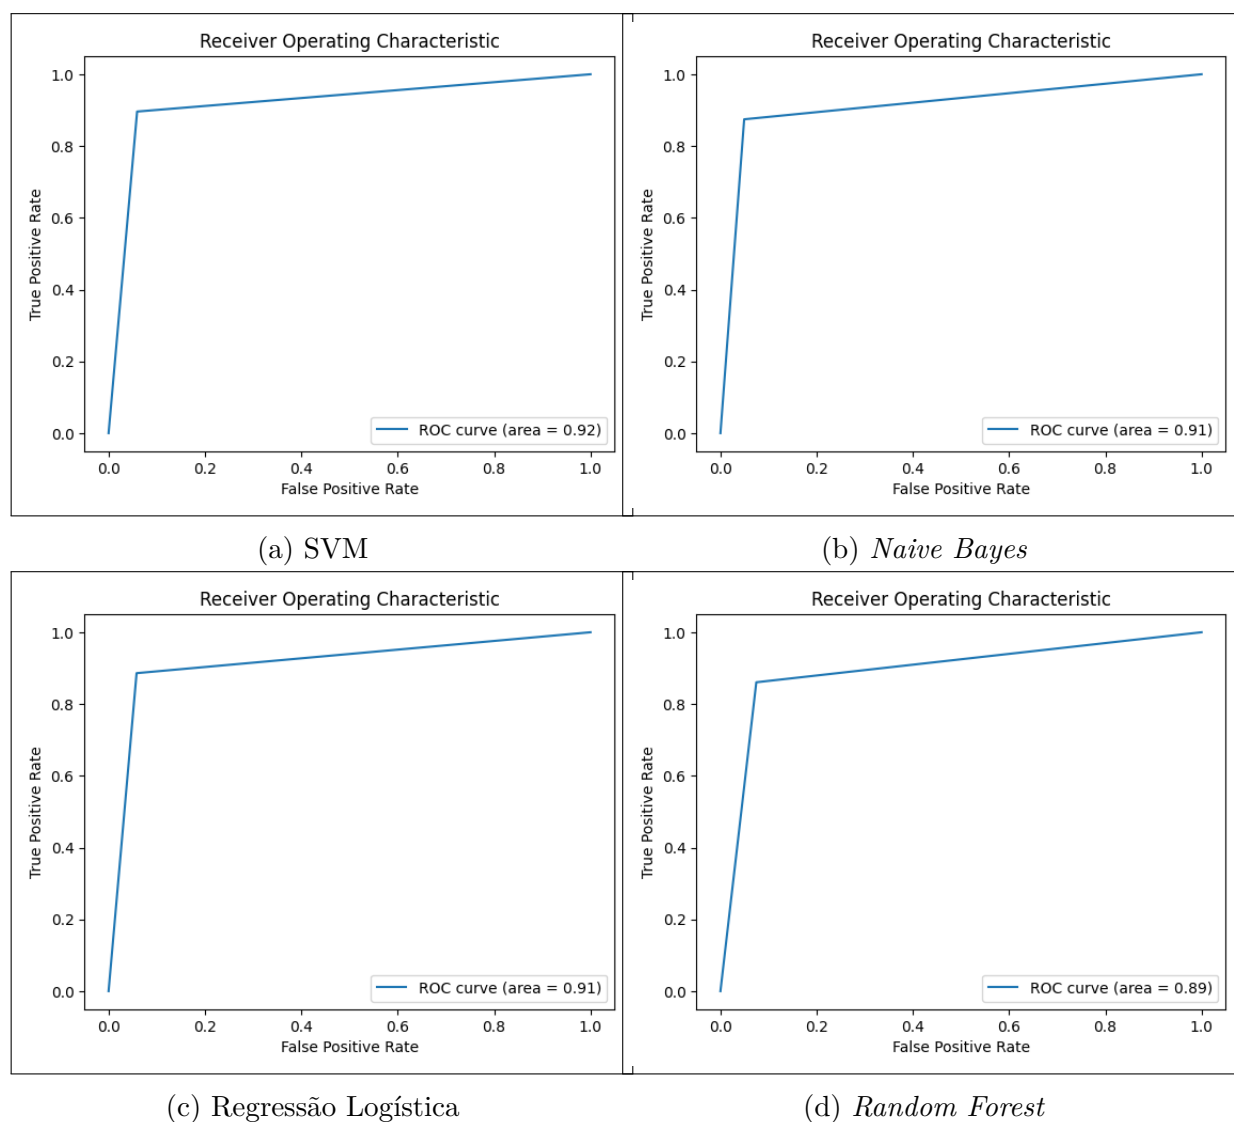 Receiver Operating Characteristic
1.0
0.8
0.6
0.4
0.2
0.0
True Positive Rate
ROC curve (area = 0.92)
0.0 0.2 0.4 0.6 0.8 1.0
False Positive Rate
(a) SVM
Receiver Operating Characteristic
1.0
0.8
0.6
0.4
0.2
0.0
True Positive Rate
ROC curve (area = 0.91)
0.0 0.2 0.4 0.6 0.8 1.0
False Positive Rate
(b) Naive Bayes
Receiver Operating Characteristic
1.0
0.8
0.6
0.4
0.2
0.0
True Positive Rate
ROC curve (area = 0.91)
0.0 0.2 0.4 0.6 0.8 1.0
False Positive Rate
(c) Regressão Logística
Receiver Operating Characteristic
1.0
0.8
0.6
0.4
0.2
0.0
True Positive Rate
ROC curve (area = 0.89)
0.0 0.2 0.4 0.6 0.8 1.0
False Positive Rate
(d) Random Forest